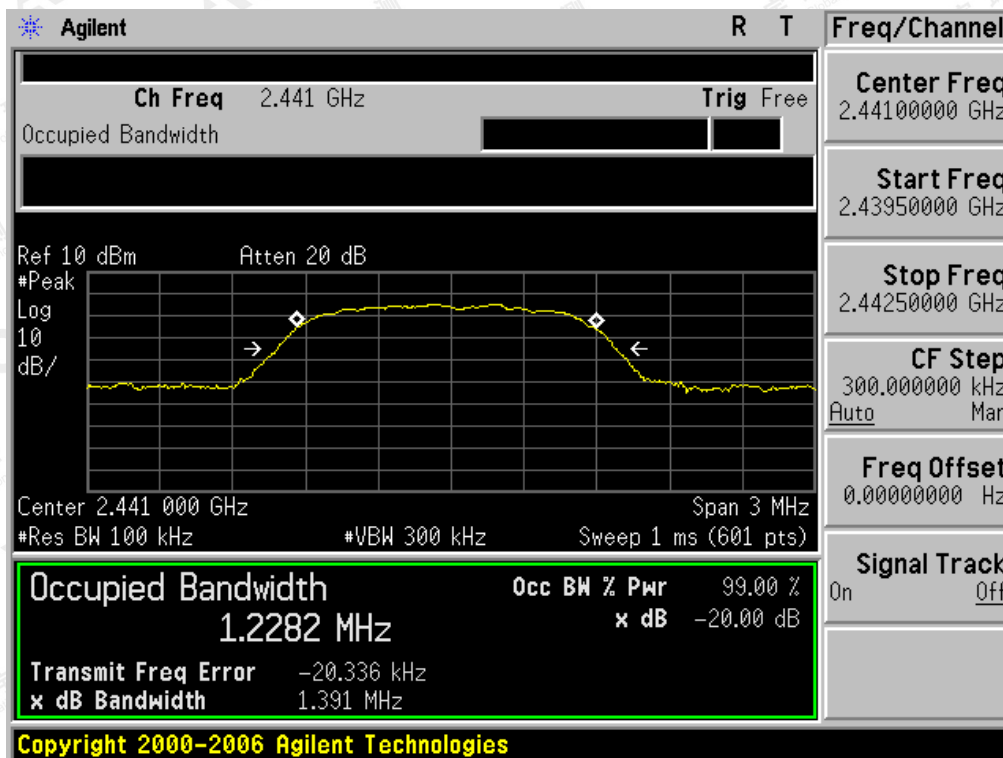 Agilent R T Freq/Channel
Ch Freq 2.441 GHz Trig Free
Occupied Bandwidth
Center Freq
2.44100000 GHz
Start Freq
2.43950000 GHz
Stop Freq
2.44250000 GHz
CF Step
300.000000 kHz
Auto Man
Freq Offset
0.00000000 Hz
Signal Track
On Off
Ref 10 dBm Atten 20 dB
#Peak
Log
10
dB/
Center 2.441 000 GHz Span 3 MHz
#Res BW 100 kHz #VBW 300 kHz Sweep 1 ms (601 pts)
Occupied Bandwidth Occ BW % Pwr 99.00 %
1.2282 MHz x dB -20.00 dB
Transmit Freq Error -20.336 kHz
x dB Bandwidth 1.391 MHz
Copyright 2000-2006 Agilent Technologies